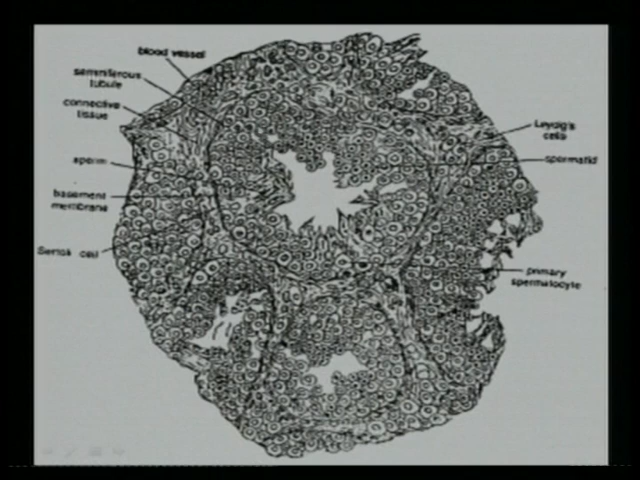 blood vessel
seminiferous
tubule
connective
tissue
sperm
basement
membrane
Sertoli cell
Leydig's
cells
spermatid
primary
spermatocyte